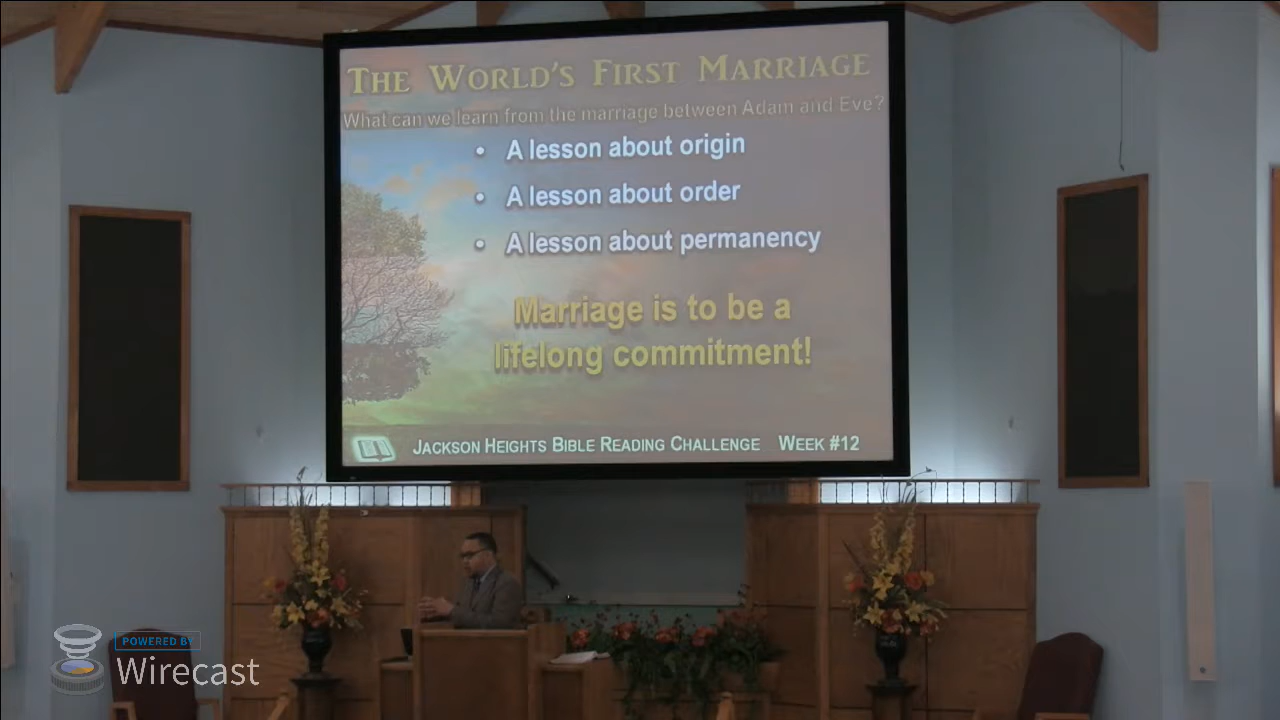 THE WORLD'S FIRST MARRIAGE
What can we learn from the marriage between Adam and Eve?
• A lesson about origin
• A lesson about order
• A lesson about permanency
Marriage is to be a
lifelong commitment!
JACKSON HEIGHTS BIBLE READING CHALLENGE WEEK #12
POWERED BY
Wirecast